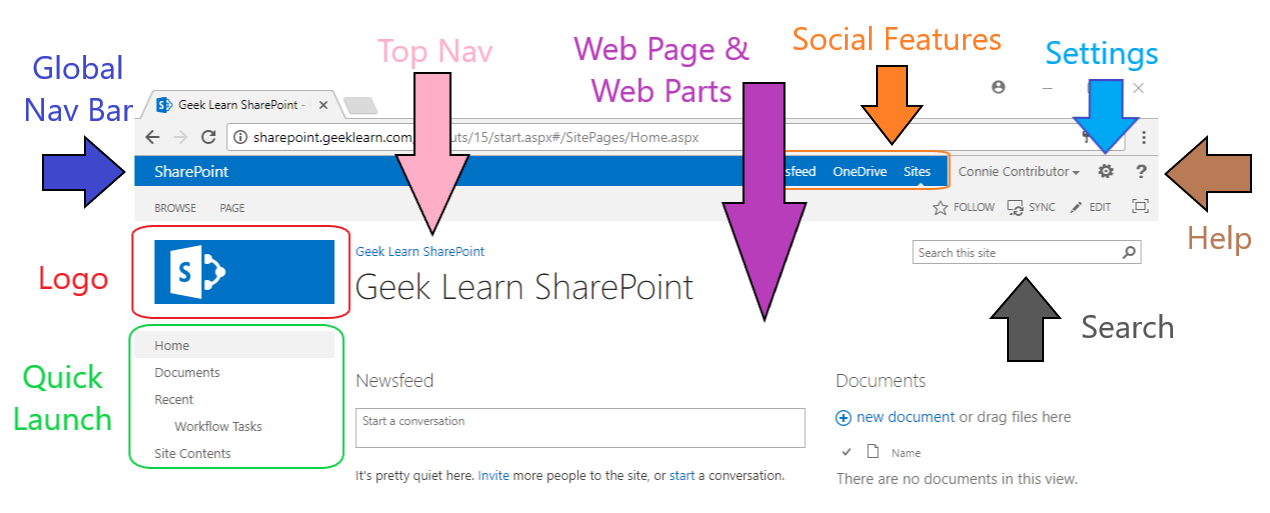 Global
Nav Bar
Top Nav
Web Page &
Web Parts
Social Features
Settings
Geek Learn SharePoint -
sharepoint.geeklearn.com
uts/15/start.aspx#/SitePages/Home.aspx
SharePoint
sfeed OneDrive Sites Connie Contributor
?
BROWSE PAGE
FOLLOW SYNC EDIT
Help
Logo
S
Geek Learn SharePoint
Geek Learn SharePoint
Search this site
Search
Quick
Launch
Home
Documents
Recent
Workflow Tasks
Site Contents
Newsfeed
Start a conversation
It's pretty quiet here. Invite more people to the site, or start a conversation.
Documents
new document or drag files here
Name
There are no documents in this view.